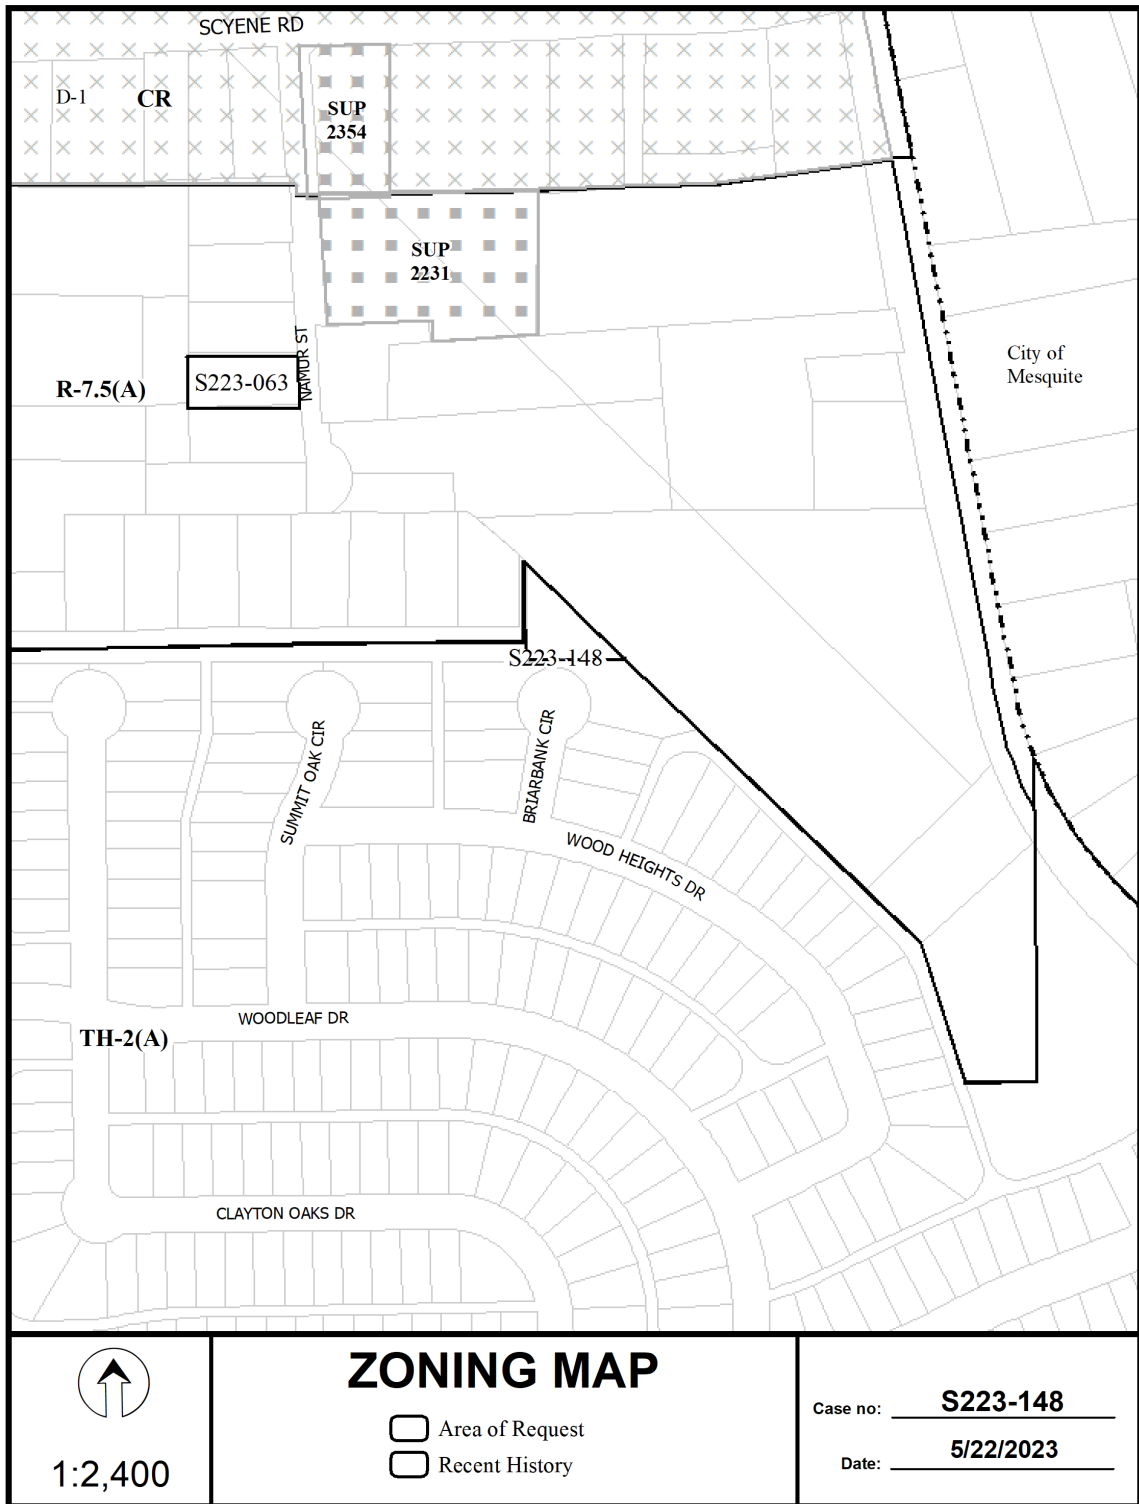 SCYENE RD
D-1
CR
SUP
2354
SUP
2231
NAMUR ST
City of
Mesquite
R-7.5(A)
S223-063
S223-148
SUMMIT OAK CIR
BRIARBANK CIR
WOOD HEIGHTS DR
WOODLEAF DR
TH-2(A)
CLAYTON OAKS DR
1:2,400
ZONING MAP
Area of Request
Recent History
Case no: S223-148
Date: 5/22/2023